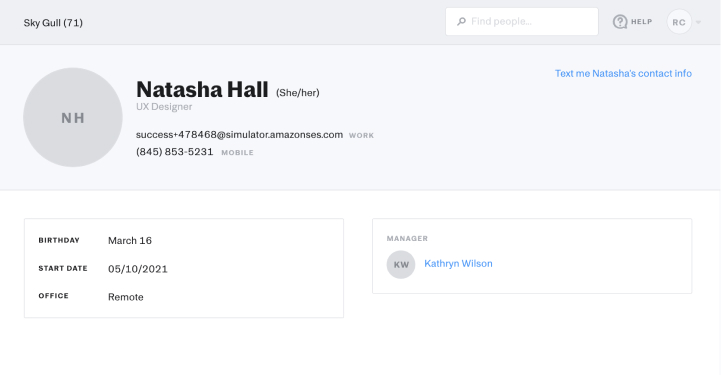 Sky Gull (71)
Find people...
HELP
RC
Text me Natasha's contact info
NH
Natasha Hall (She/her)
UX Designer
success+478468@simulator.amazonses.com WORK
(845) 853-5231 MOBILE
BIRTHDAY March 16
START DATE 05/10/2021
OFFICE Remote
MANAGER
KW Kathryn Wilson